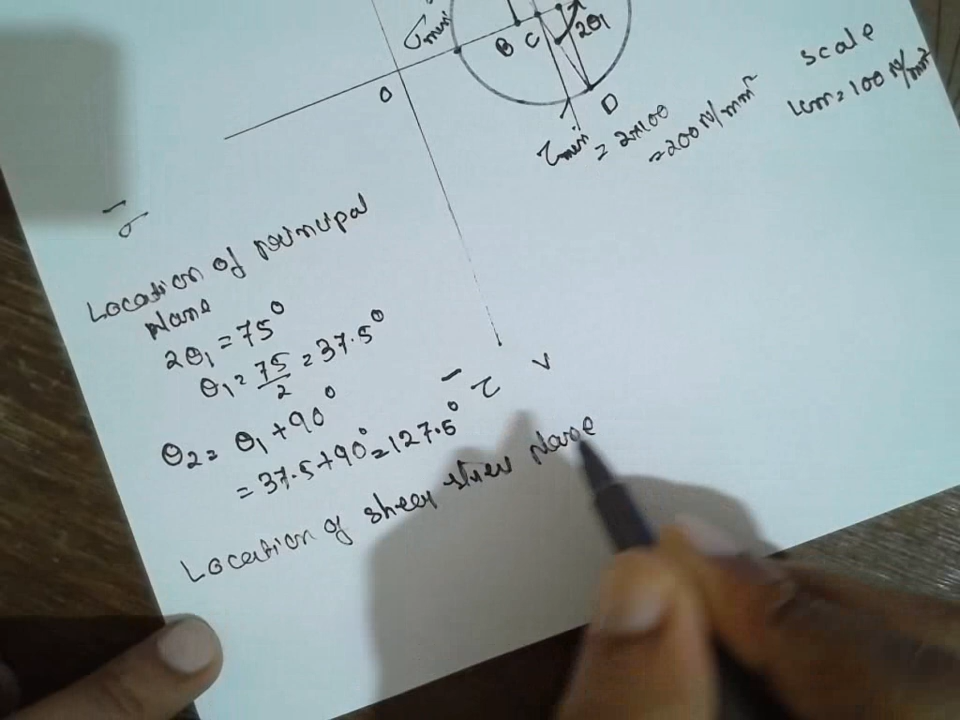 σmin
B C 2θ1
O
D
τmin
= 2×100
= 200 N/mm²
Scale
1cm = 100 N/mm²
-σ
Location of principal
plane
2θ1 = 75°
θ1 = 75/2 = 37.5°
θ2 = θ1 + 90°
= 37.5 + 90° = 127.5°
-τ
Location of shear stress plane